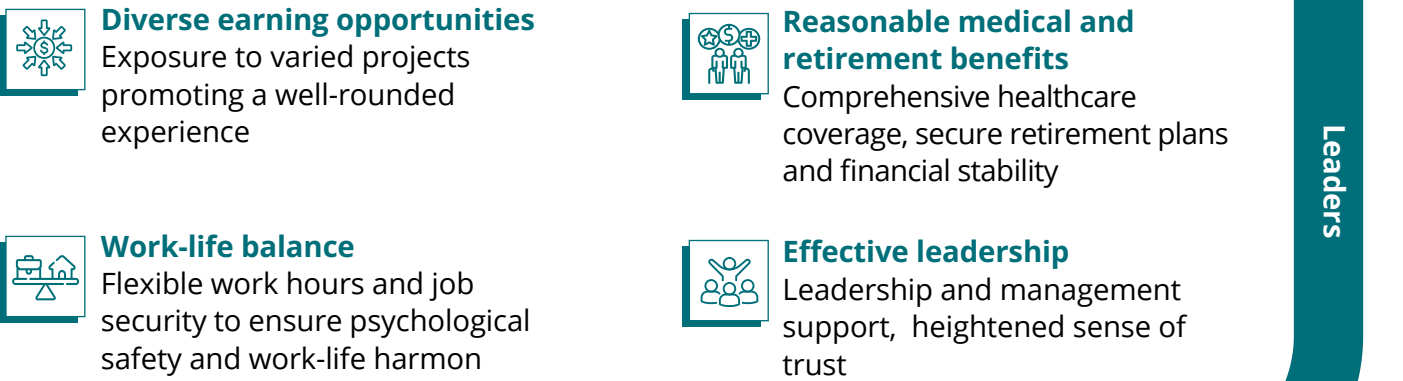 Diverse earning opportunities
Exposure to varied projects
promoting a well-rounded
experience
Work-life balance
Flexible work hours and job
security to ensure psychological
safety and work-life harmon
Reasonable medical and
retirement benefits
Comprehensive healthcare
coverage, secure retirement plans
and financial stability
Effective leadership
Leadership and management
support,  heightened sense of
trust
Leaders